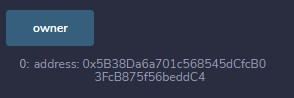 owner
0: address: 0x5B38Da6a701c568545dCfcB0
3FcB875f56beddC4